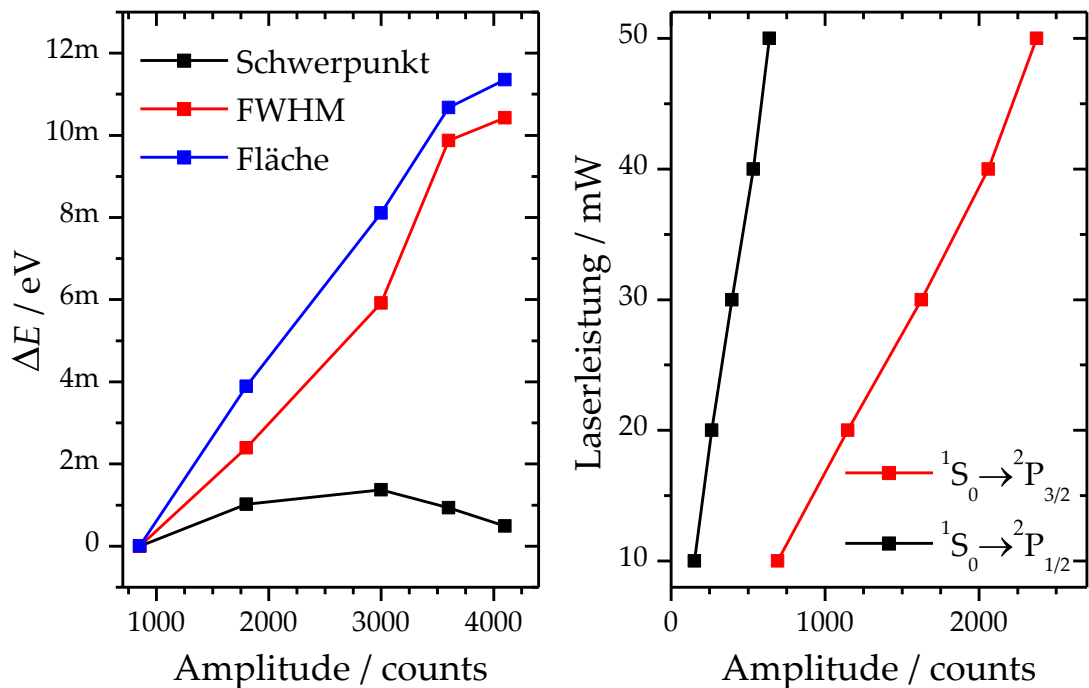 12m
10m
8m
6m
4m
2m
0
ΔE / eV
1000 2000 3000 4000
Amplitude / counts
Schwerpunkt
FWHM
Fläche
50
40
30
20
10
Laserleistung / mW
0 1000 2000
Amplitude / counts
¹S₀→²P₃/₂
¹S₀→²P₁/₂